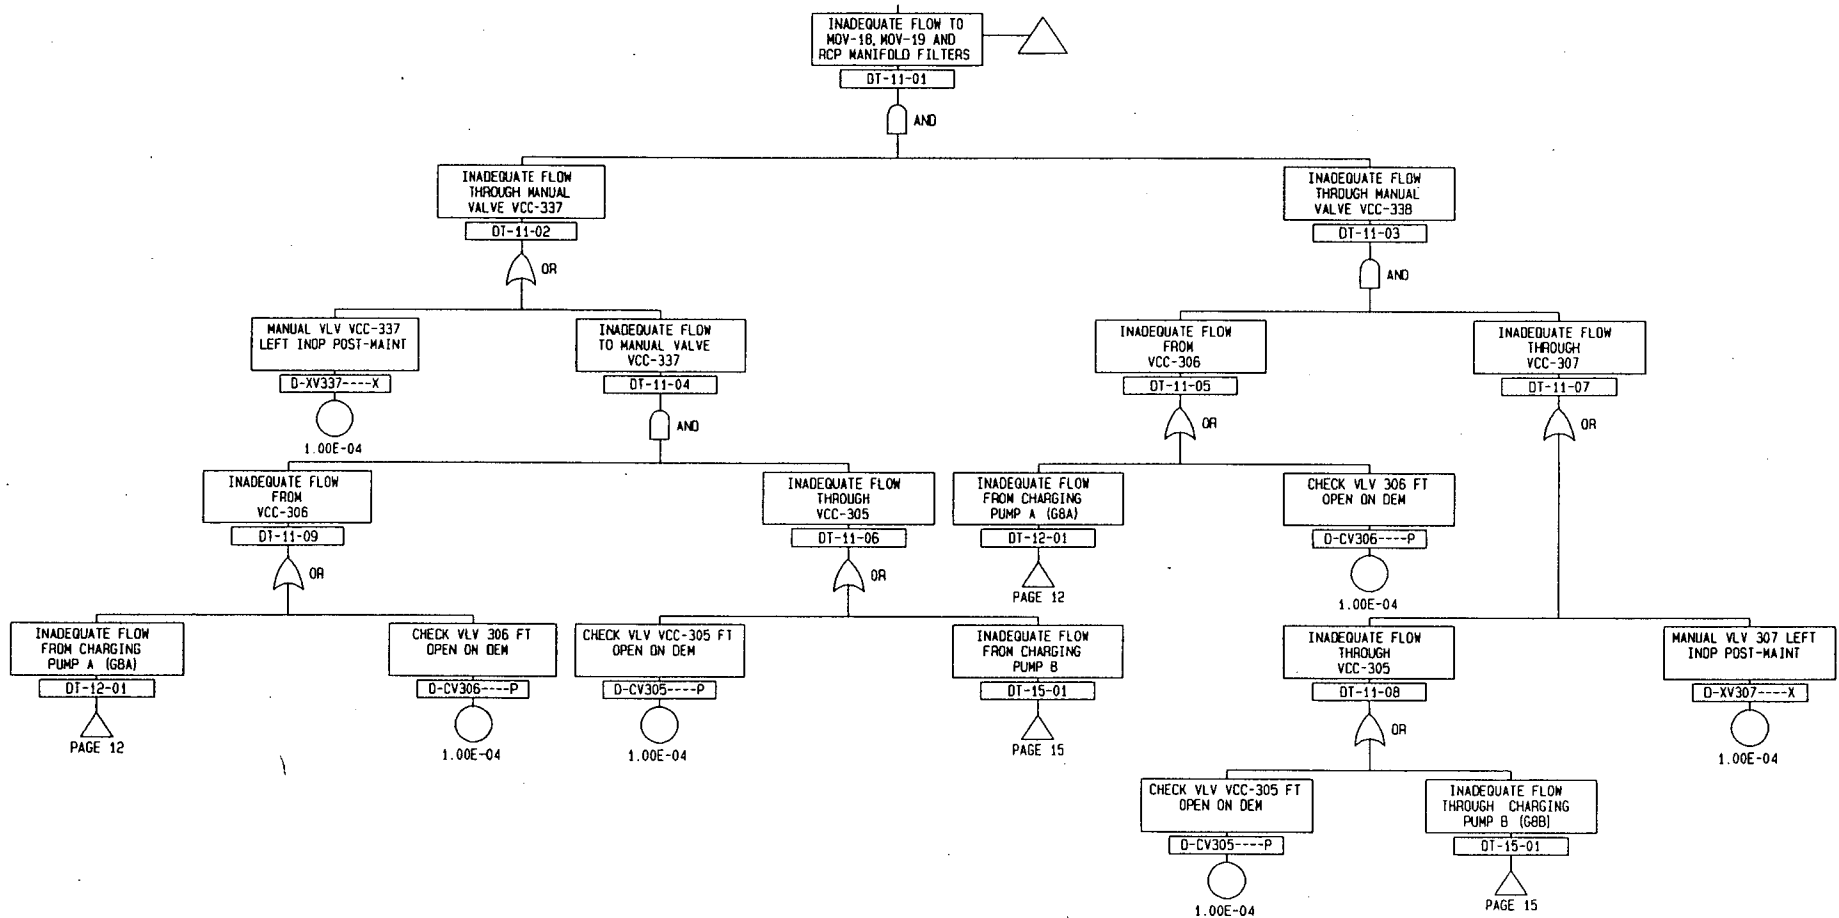 INADEQUATE FLOW TO
MOV-18, MOV-19 AND
RCP MANIFOLD FILTERS
DT-11-01
AND
INADEQUATE FLOW
THROUGH MANUAL
VALVE VCC-337
DT-11-02
OR
INADEQUATE FLOW
THROUGH MANUAL
VALVE VCC-338
DT-11-03
AND
MANUAL VLV VCC-337
LEFT INOP POST-MAINT
D-XV337----X
1.00E-04
INADEQUATE FLOW
TO MANUAL VALVE
VCC-337
DT-11-04
AND
INADEQUATE FLOW
FROM
VCC-306
DT-11-05
OR
INADEQUATE FLOW
THROUGH
VCC-307
DT-11-07
OR
INADEQUATE FLOW
FROM
VCC-306
DT-11-09
OR
INADEQUATE FLOW
THROUGH
VCC-305
DT-11-06
OR
INADEQUATE FLOW
FROM CHARGING
PUMP A (G8A)
DT-12-01
PAGE 12
CHECK VLV 306 FT
OPEN ON DEM
D-CV306----P
1.00E-04
INADEQUATE FLOW
FROM CHARGING
PUMP A (G8A)
DT-12-01
PAGE 12
CHECK VLV 306 FT
OPEN ON DEM
D-CV306----P
1.00E-04
CHECK VLV VCC-305 FT
OPEN ON DEM
D-CV305----P
1.00E-04
INADEQUATE FLOW
FROM CHARGING
PUMP B
DT-15-01
PAGE 15
INADEQUATE FLOW
THROUGH
VCC-305
DT-11-08
OR
MANUAL VLV 307 LEFT
INOP POST-MAINT
D-XV307----X
1.00E-04
CHECK VLV VCC-305 FT
OPEN ON DEM
D-CV305----P
1.00E-04
INADEQUATE FLOW
THROUGH CHARGING
PUMP B (G8B)
DT-15-01
PAGE 15